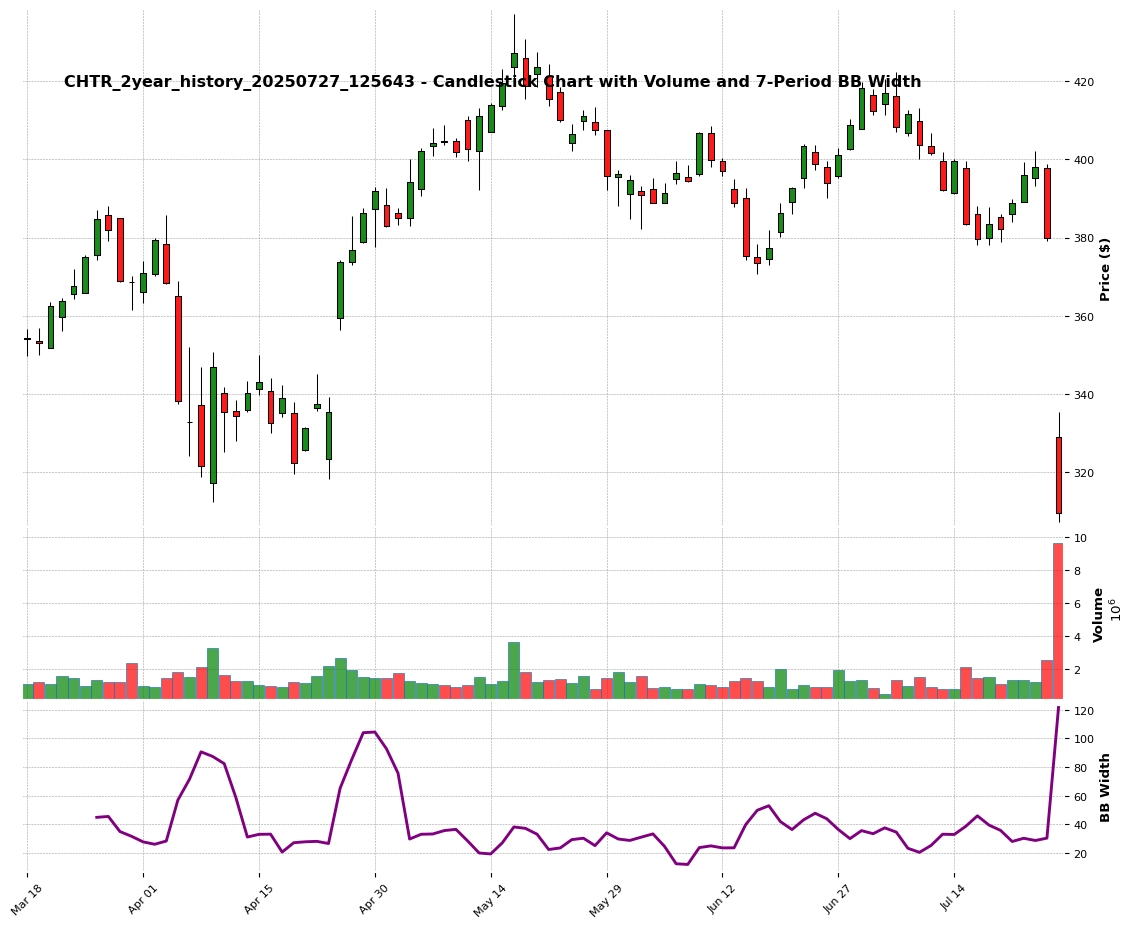 CHTR_2year_history_20250727_125643 - Candlestick Chart with Volume and 7-Period BB Width
420
400
380
360
340
320
Price ($)
10
8
6
4
2
Volume
10^6
120
100
80
60
40
20
BB Width
Mar 18
Apr 01
Apr 15
Apr 30
May 14
May 29
Jun 12
Jun 27
Jul 14